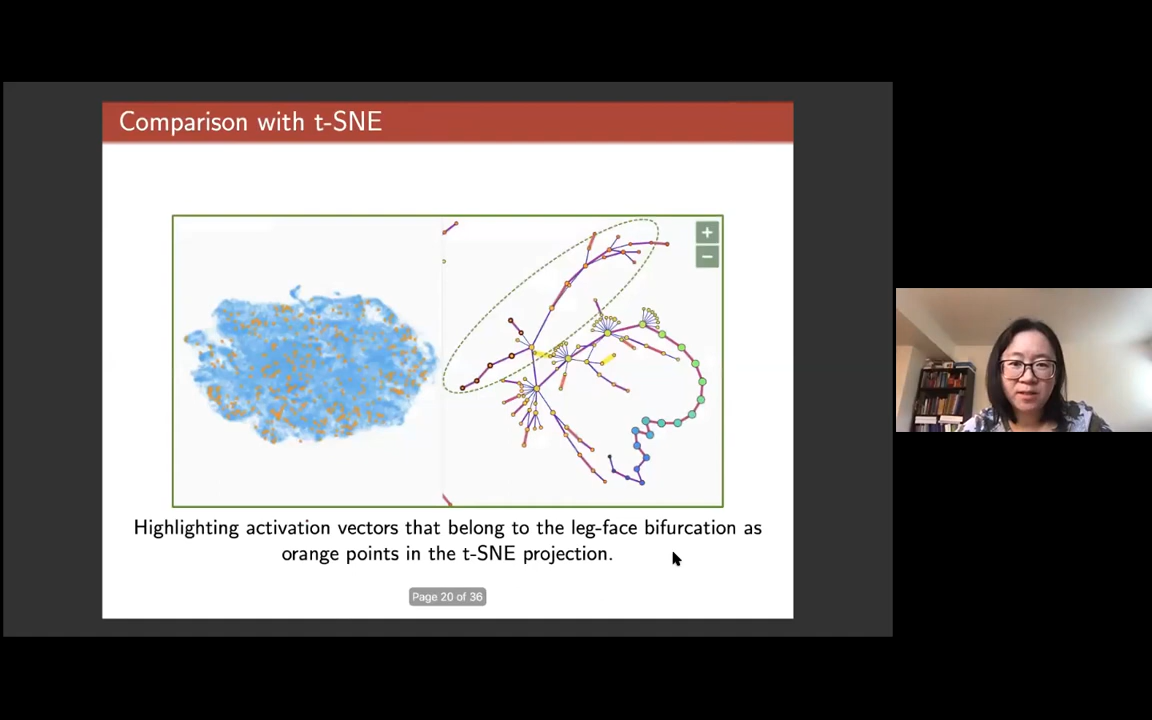 Comparison with t-SNE
+
−
Highlighting activation vectors that belong to the leg-face bifurcation as
orange points in the t-SNE projection.
Page 20 of 36